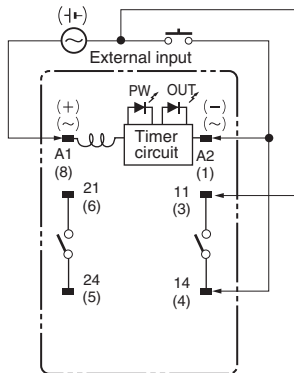 External input
PW OUT
(+)
(~)
(−)
(~)
Timer
circuit
A1
(8)
A2
(1)
21
(6)
11
(3)
24
(5)
14
(4)